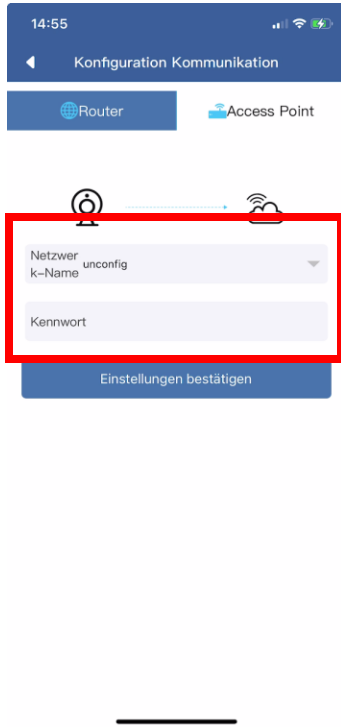 14:55
Konfiguration Kommunikation
Router
Access Point
Netzwer
k-Name
unconfig
Kennwort
Einstellungen bestätigen